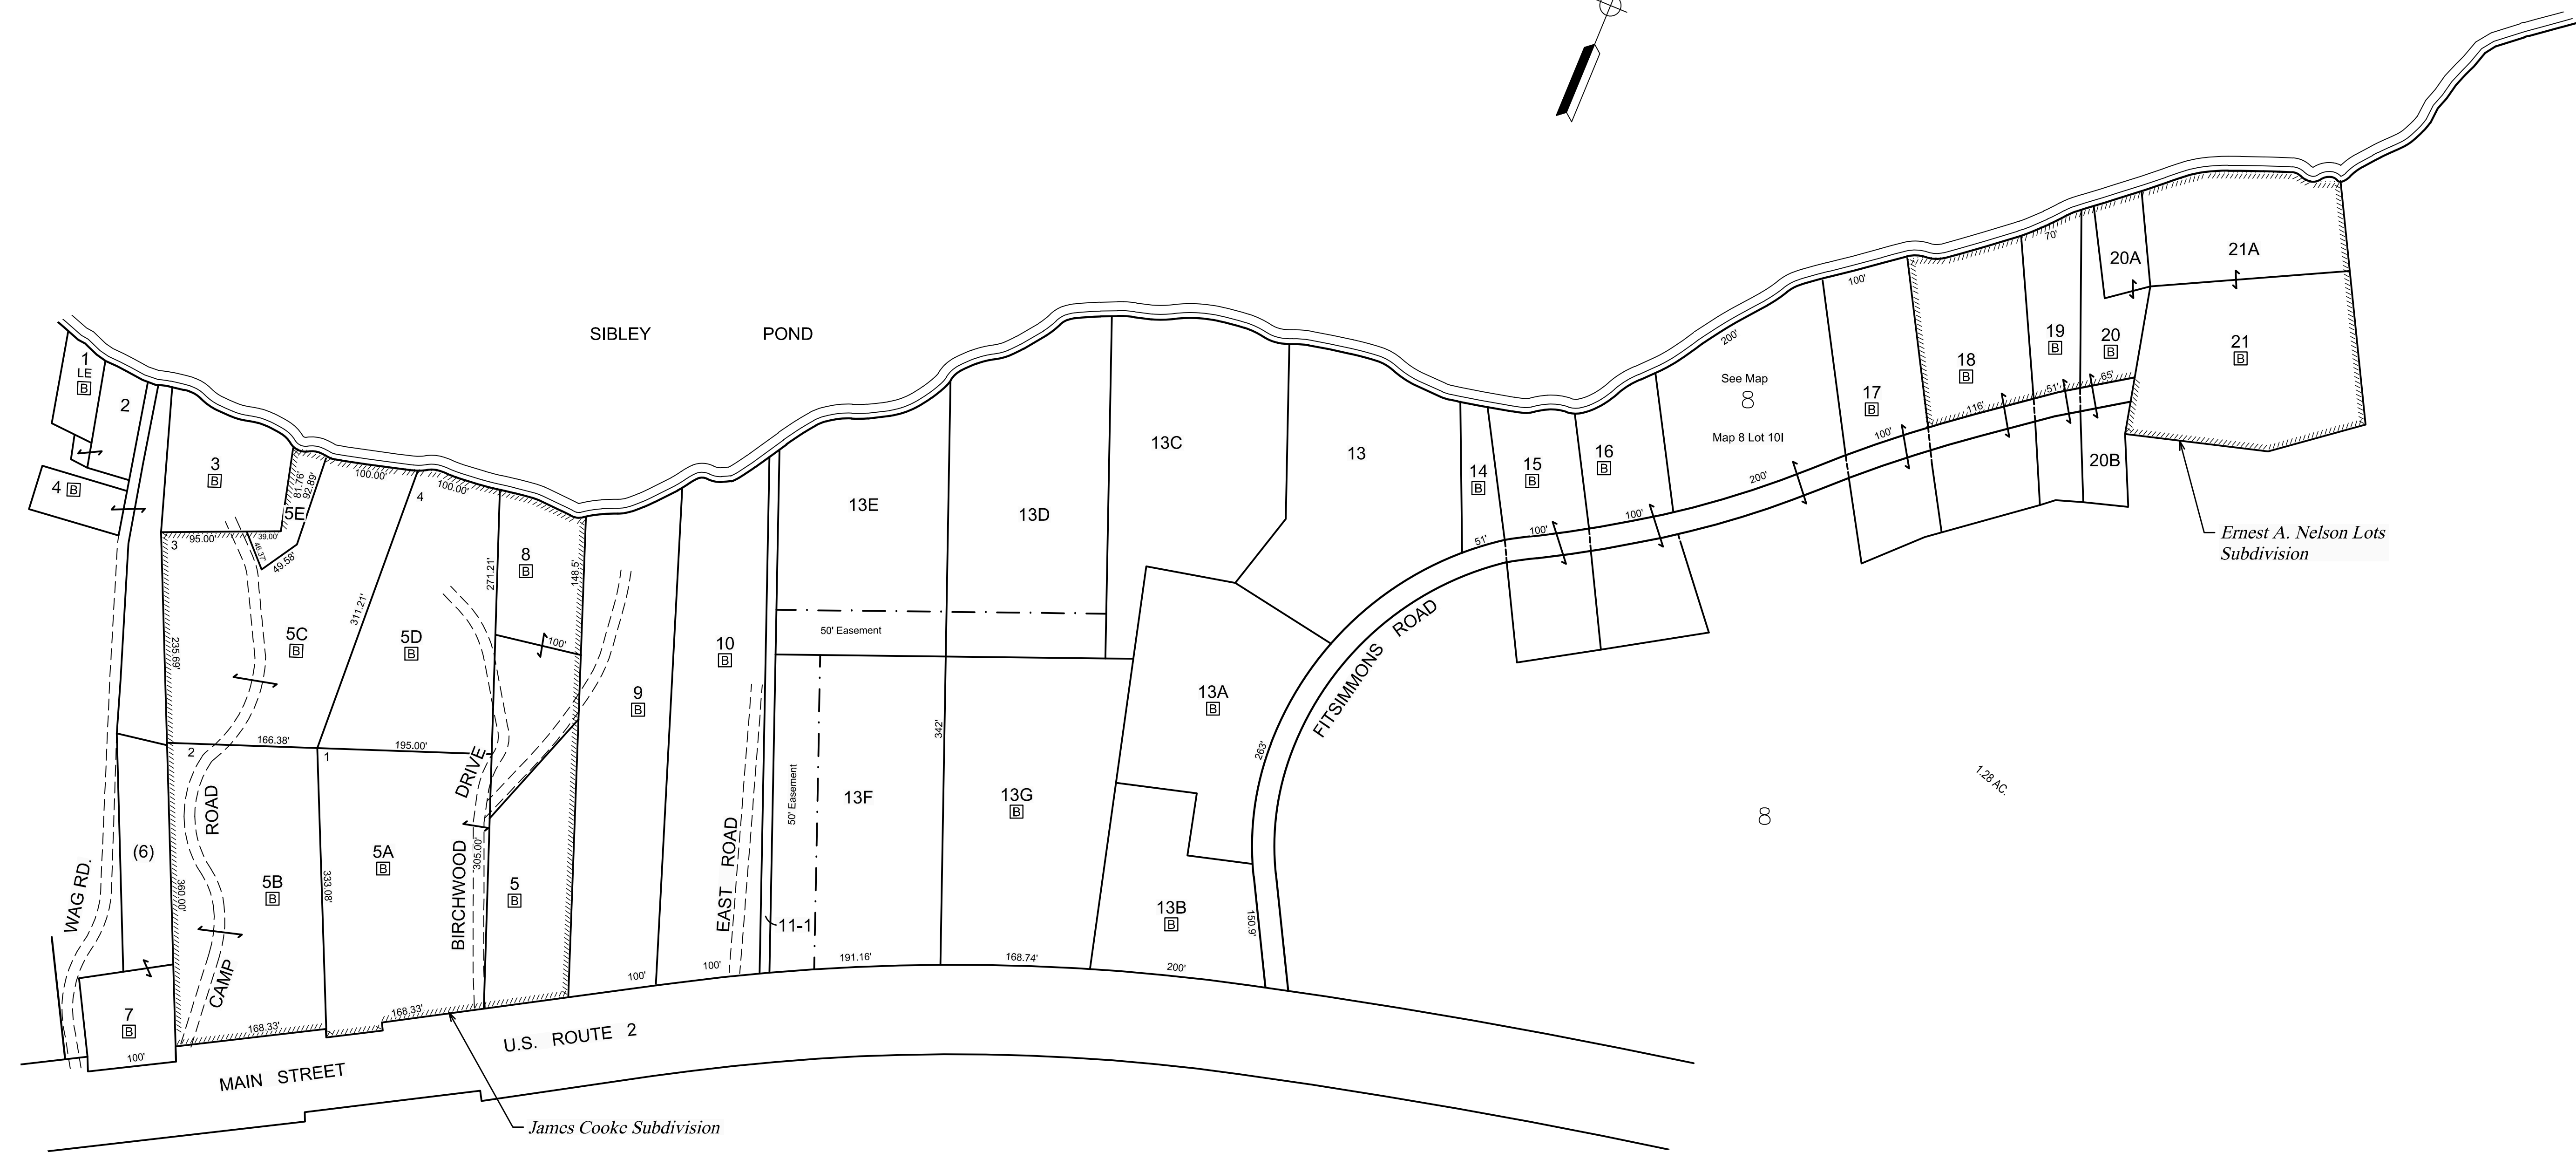 SIBLEY POND
1
LE
B
2
4 B
3
B
81.76'
92.89'
5E
95.00'
39.00'
46.37'
49.58'
3
100.00'
4
100.00'
235.69'
5C
B
311.21'
5D
B
271.21'
8
B
148.5'
100'
166.38'
195.00'
2
1
WAG RD.
(6)
360.00'
CAMP ROAD
5B
B
333.08'
5A
B
BIRCHWOOD DRIVE
305.00'
5
B
7
B
100'
168.33'
168.33'
9
B
100'
10
B
100'
EAST ROAD
11-1
13E
13D
50' Easement
50' Easement
13F
342'
13G
B
191.16'
168.74'
13C
13
13A
B
13B
B
200'
263'
150.9'
FITSIMMONS ROAD
14
B
51'
15
B
100'
16
B
100'
200'
See Map
8
Map 8 Lot 10I
200'
100'
17
B
100'
18
B
116'
70'
19
B
51'
20A
20
B
65'
20B
21A
21
B
Ernest A. Nelson Lots
Subdivision
1.28 AC.
8
MAIN STREET
U.S. ROUTE 2
James Cooke Subdivision